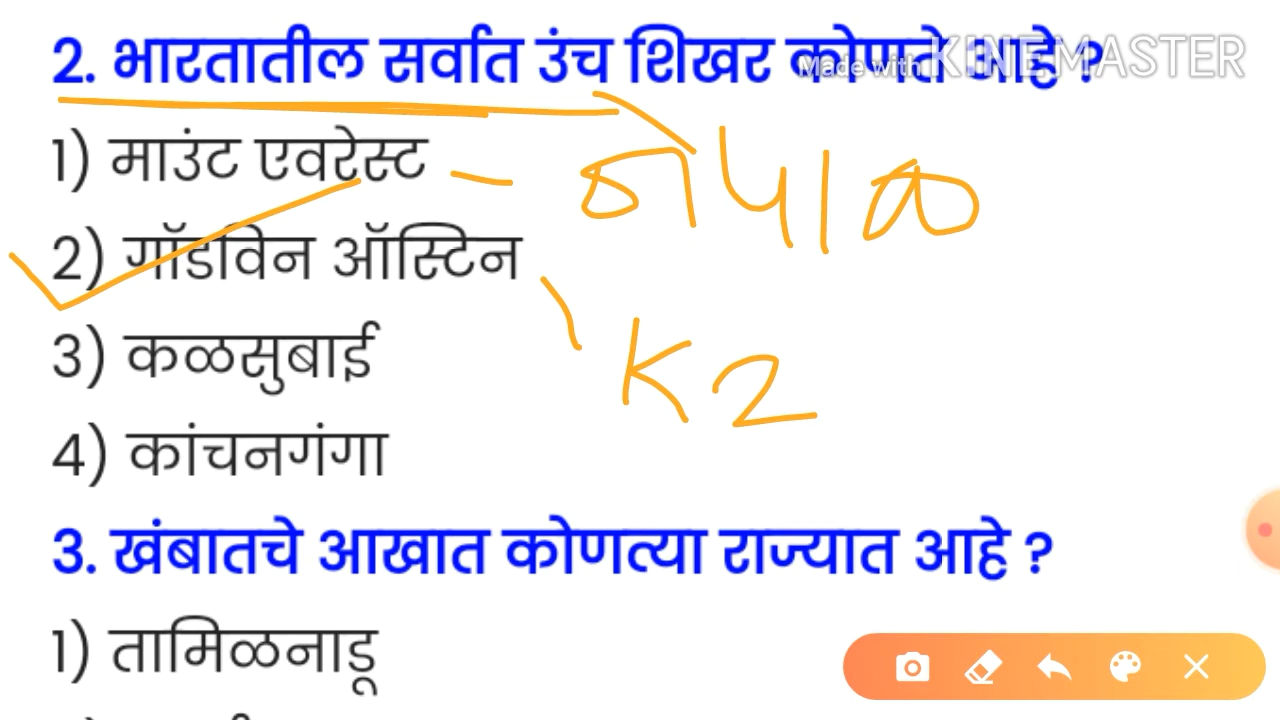 2. भारतातील सर्वात उंच शिखर कोणते आहे ?
Made with KINEMASTER
1) माउंट एवरेस्ट - नेपाळ
2) गॉडविन ऑस्टिन
K2
3) कळसुबाई
4) कांचनगंगा
3. खंबातचे आखात कोणत्या राज्यात आहे ?
1) तामिळनाडू